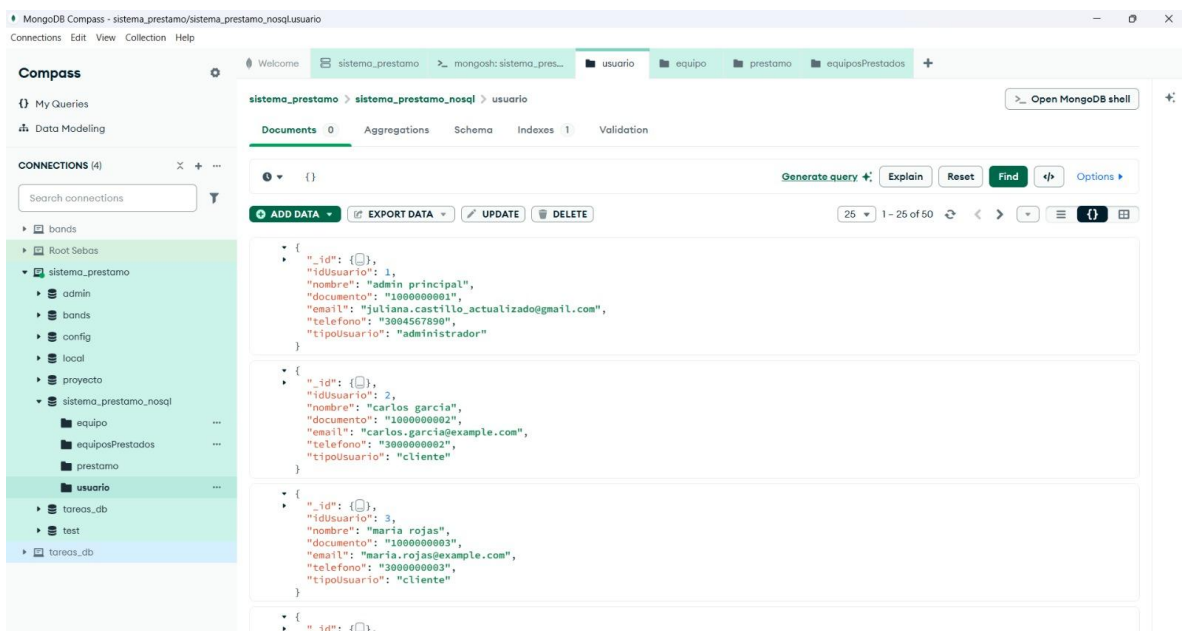 MongoDB Compass - sistema_prestamo/sistema_prestamo_nosql.usuario
Connections Edit View Collection Help
Compass
{} My Queries
Data Modeling
CONNECTIONS (4)
Search connections
bands
Root Sebas
sistema_prestamo
admin
bands
config
local
proyecto
sistema_prestamo_nosql
equipo
equiposPrestados
prestamo
usuario
tareas_db
test
tareas_db
Welcome sistema_prestamo >_ mongosh: sistema_pres... usuario equipo prestamo equiposPrestados +
sistema_prestamo > sistema_prestamo_nosql > usuario
>_ Open MongoDB shell
Documents 0 Aggregations Schema Indexes 1 Validation
{} Generate query Explain Reset Find </> Options
ADD DATA EXPORT DATA UPDATE DELETE 25 1 – 25 of 50 {}
{
"_id": {},
"idUsuario": 1,
"nombre": "admin principal",
"documento": "1000000001",
"email": "juliana.castillo_actualizado@gmail.com",
"telefono": "3004567890",
"tipoUsuario": "administrador"
}
{
"_id": {},
"idUsuario": 2,
"nombre": "carlos garcia",
"documento": "1000000002",
"email": "carlos.garcia@example.com",
"telefono": "3000000002",
"tipoUsuario": "cliente"
}
{
"_id": {},
"idUsuario": 3,
"nombre": "maria rojas",
"documento": "1000000003",
"email": "maria.rojas@example.com",
"telefono": "3000000003",
"tipoUsuario": "cliente"
}
{
"_id": {},